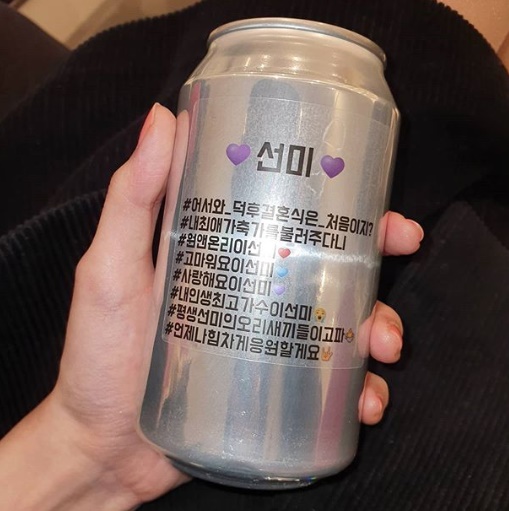 💜선미💜
#어서와_덕후결혼식은_처음이지?
#내최애가축가를불러주다니
#원앤온리이선미❤️
#고마워요이선미💙
#사랑해요이선미💜
#내인생최고가수이선미😲
#평생선미의오리새끼들이고파🐵
#언제나힘차게응원할게요🤟